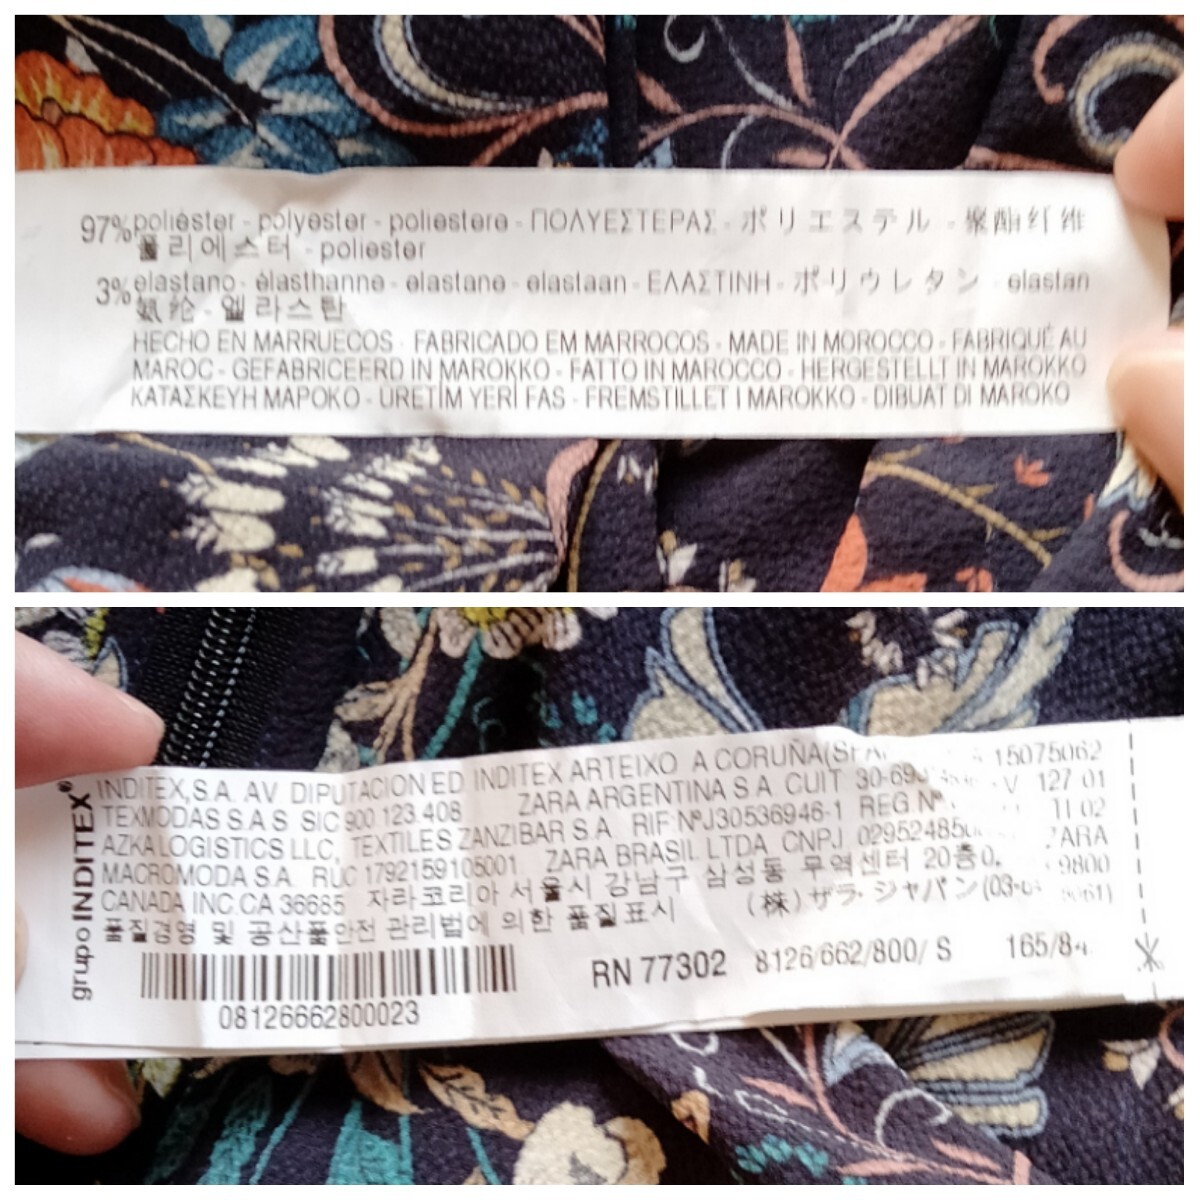 97% poliéster - polyester - poliestere - ΠΟΛΥΕΣΤΕΡΑΣ - ポリエステル - 聚酯纤维
폴리에스터 - poliester
3% elastano - élasthanne - elastane - elastaan - ΕΛΑΣΤΙΝΗ - ポリウレタン - elastan
氨纶 - 엘라스탄
HECHO EN MARRUECOS - FABRICADO EM MARROCOS - MADE IN MOROCCO - FABRIQUÉ AU
MAROC - GEFABRICEERD IN MAROKKO - FATTO IN MAROCCO - HERGESTELLT IN MAROKKO
ΚΑΤΑΣΚΕΥΗ ΜΑΡΟΚΟ - ÜRETİM YERİ FAS - FREMSTILLET I MAROKKO - DIBUAT DI MAROKO
grupo INDITEX®
INDITEX,S.A. AV. DIPUTACION ED. INDITEX ARTEIXO A CORUÑA 15075062
TEXMODAS S.A.S SIC 900.123.408 ZARA ARGENTINA S.A. CUIT 127 01
AZKA LOGISTICS LLC, TEXTILES ZANZIBAR S.A. RIF:NºJ30536946-1 REG Nº 02
MACROMODA S.A. RUC 1792159105001 ZARA BRASIL LTDA. CNPJ ZARA
CANADA INC.CA 36685 자라코리아 서울시 강남구 삼성동 무역센터 20층 9800
품질경영 및 공산품안전 관리법에 의한 품질표시 (株)ザラ・ジャパン
RN 77302 8126/662/800/ S 165/84
08126662800023